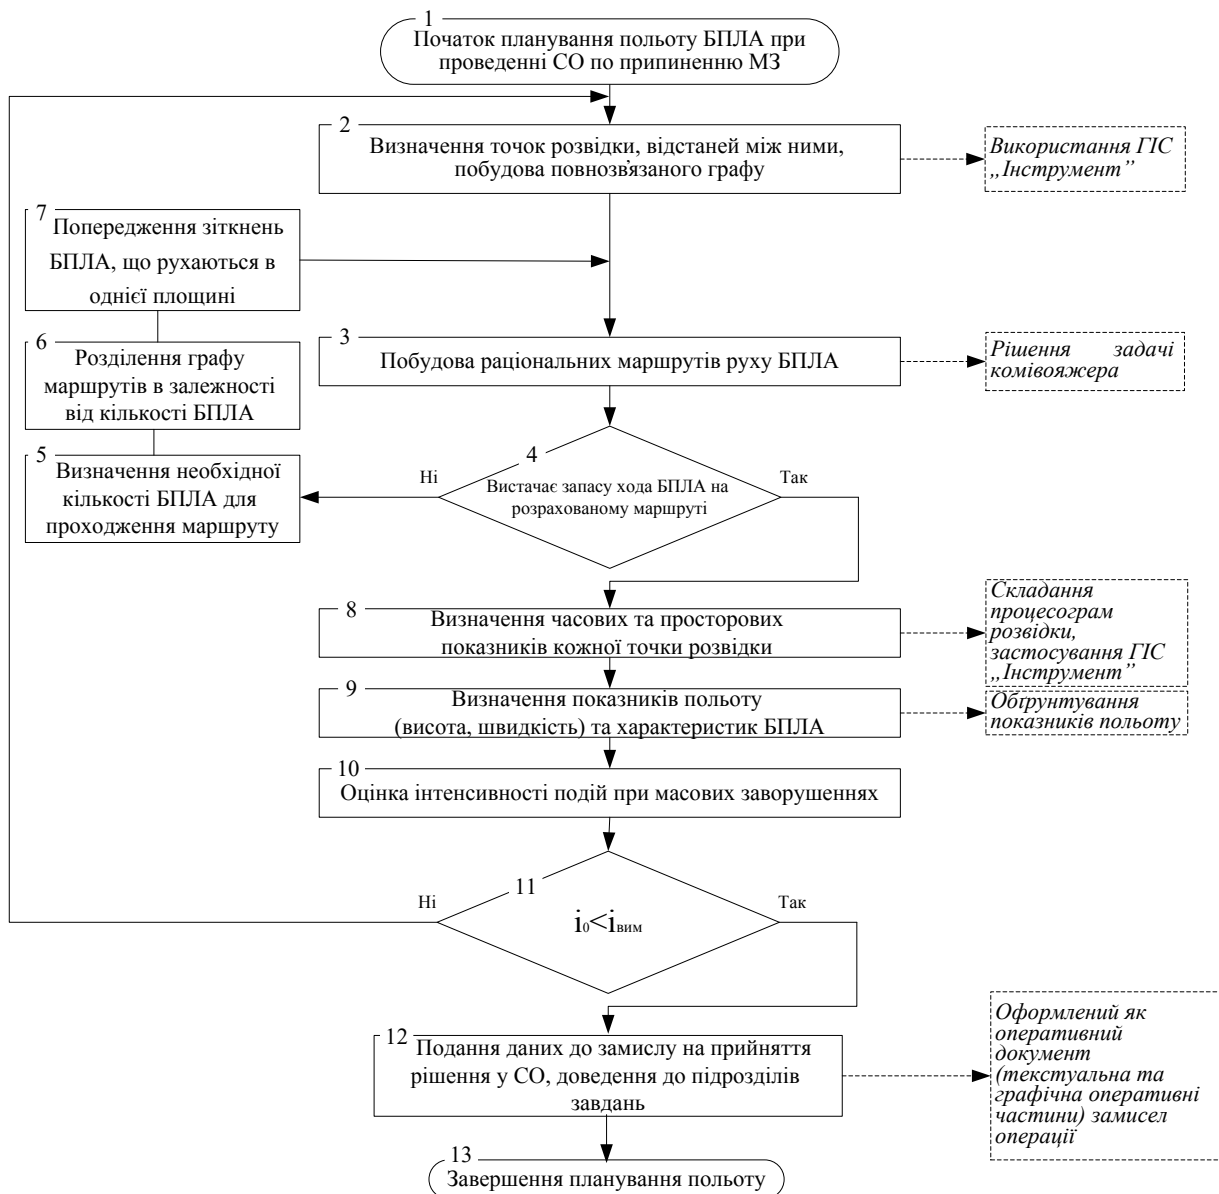 1
Початок планування польоту БПЛА при
проведенні СО по припиненню МЗ
2
Визначення точок розвідки, відстаней між ними,
побудова повнозв'язаного графу
Використання ГІС
„Інструмент”
7
Попередження зіткнень
БПЛА, що рухаються в
однієї площині
6
Розділення графу
маршрутів в залежності
від кількості БПЛА
3
Побудова раціональних маршрутів руху БПЛА
Рішення задачі
комівояжера
5
Визначення необхідної
кількості БПЛА для
проходження маршруту
Ні
4
Вистачає запасу хода БПЛА на
розрахованому маршруті
Так
8
Визначення часових та просторових
показників кожної точки розвідки
Складання
процесограм
розвідки,
застосування ГІС
„Інструмент”
9
Визначення показників польоту
(висота, швидкість) та характеристик БПЛА
Обґрунтування
показників польоту
10
Оцінка інтенсивності подій при масових заворушеннях
Ні
11
i₀<iвим
Так
12
Подання даних до замислу на прийняття
рішення у СО, доведення до підрозділів
завдань
Оформлений як
оперативний
документ
(текстуальна та
графічна оперативні
частини) замисел
операції
13
Завершення планування польоту